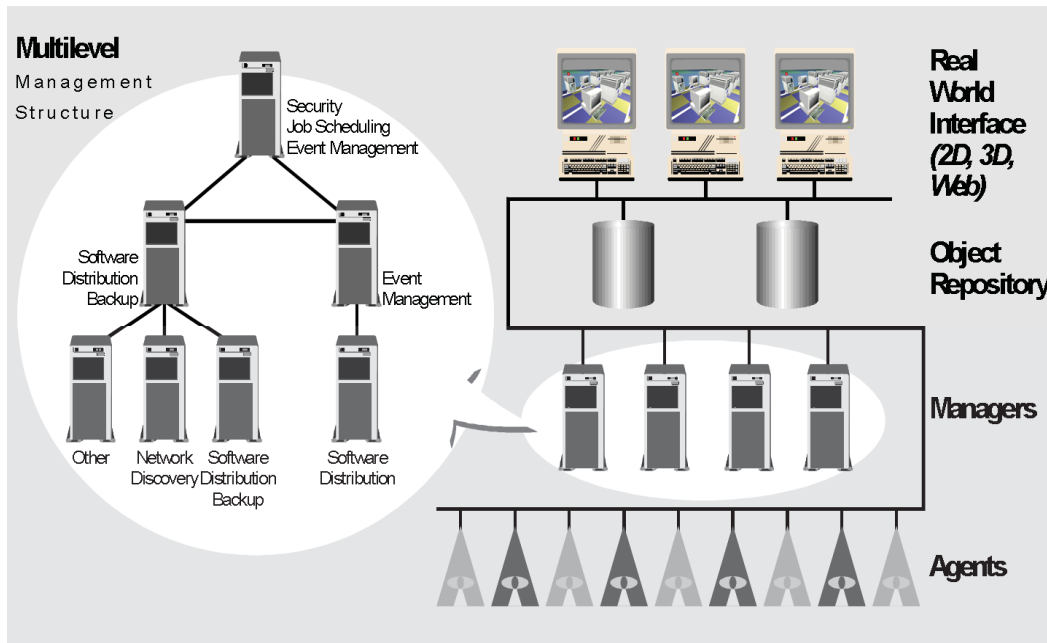 Multilevel
Management
Structure
Security
Job Scheduling
Event Management
Software
Distribution
Backup
Event
Management
Other
Network
Discovery
Software
Distribution
Backup
Software
Distribution
Real
World
Interface
(2D, 3D,
Web)
Object
Repository
Managers
Agents